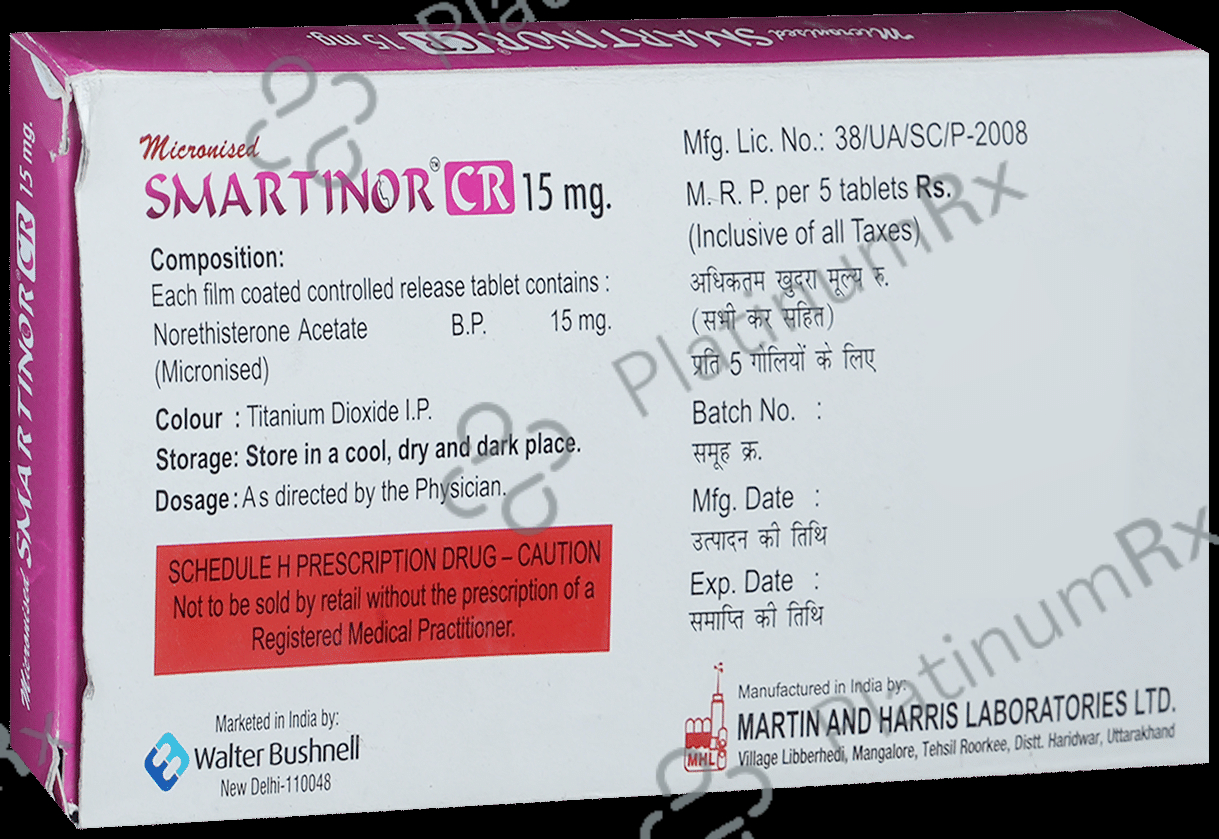 Micronised SMARTINOR CR 15 mg.
Micronised SMARTINOR CR 15 mg.
Micronised
SMARTINOR™ CR 15 mg.
Composition:
Each film coated controlled release tablet contains :
Norethisterone Acetate B.P. 15 mg.
(Micronised)
Colour : Titanium Dioxide I.P.
Storage: Store in a cool, dry and dark place.
Dosage : As directed by the Physician.
SCHEDULE H PRESCRIPTION DRUG – CAUTION
Not to be sold by retail without the prescription of a
Registered Medical Practitioner.
Marketed in India by:
Walter Bushnell
New Delhi-110048
Mfg. Lic. No.: 38/UA/SC/P-2008
M. R. P. per 5 tablets Rs.
(Inclusive of all Taxes)
अधिकतम खुदरा मूल्य रु.
(सभी कर सहित)
प्रति 5 गोलियों के लिए
Batch No. :
समूह क्र.
Mfg. Date :
उत्पादन की तिथि
Exp. Date :
समाप्ति की तिथि
MHL
Manufactured in India by:
MARTIN AND HARRIS LABORATORIES LTD.
Village Libberhedi, Mangalore, Tehsil Roorkee, Distt. Haridwar, Uttarakhand
PlatinumRx
PlatinumRx